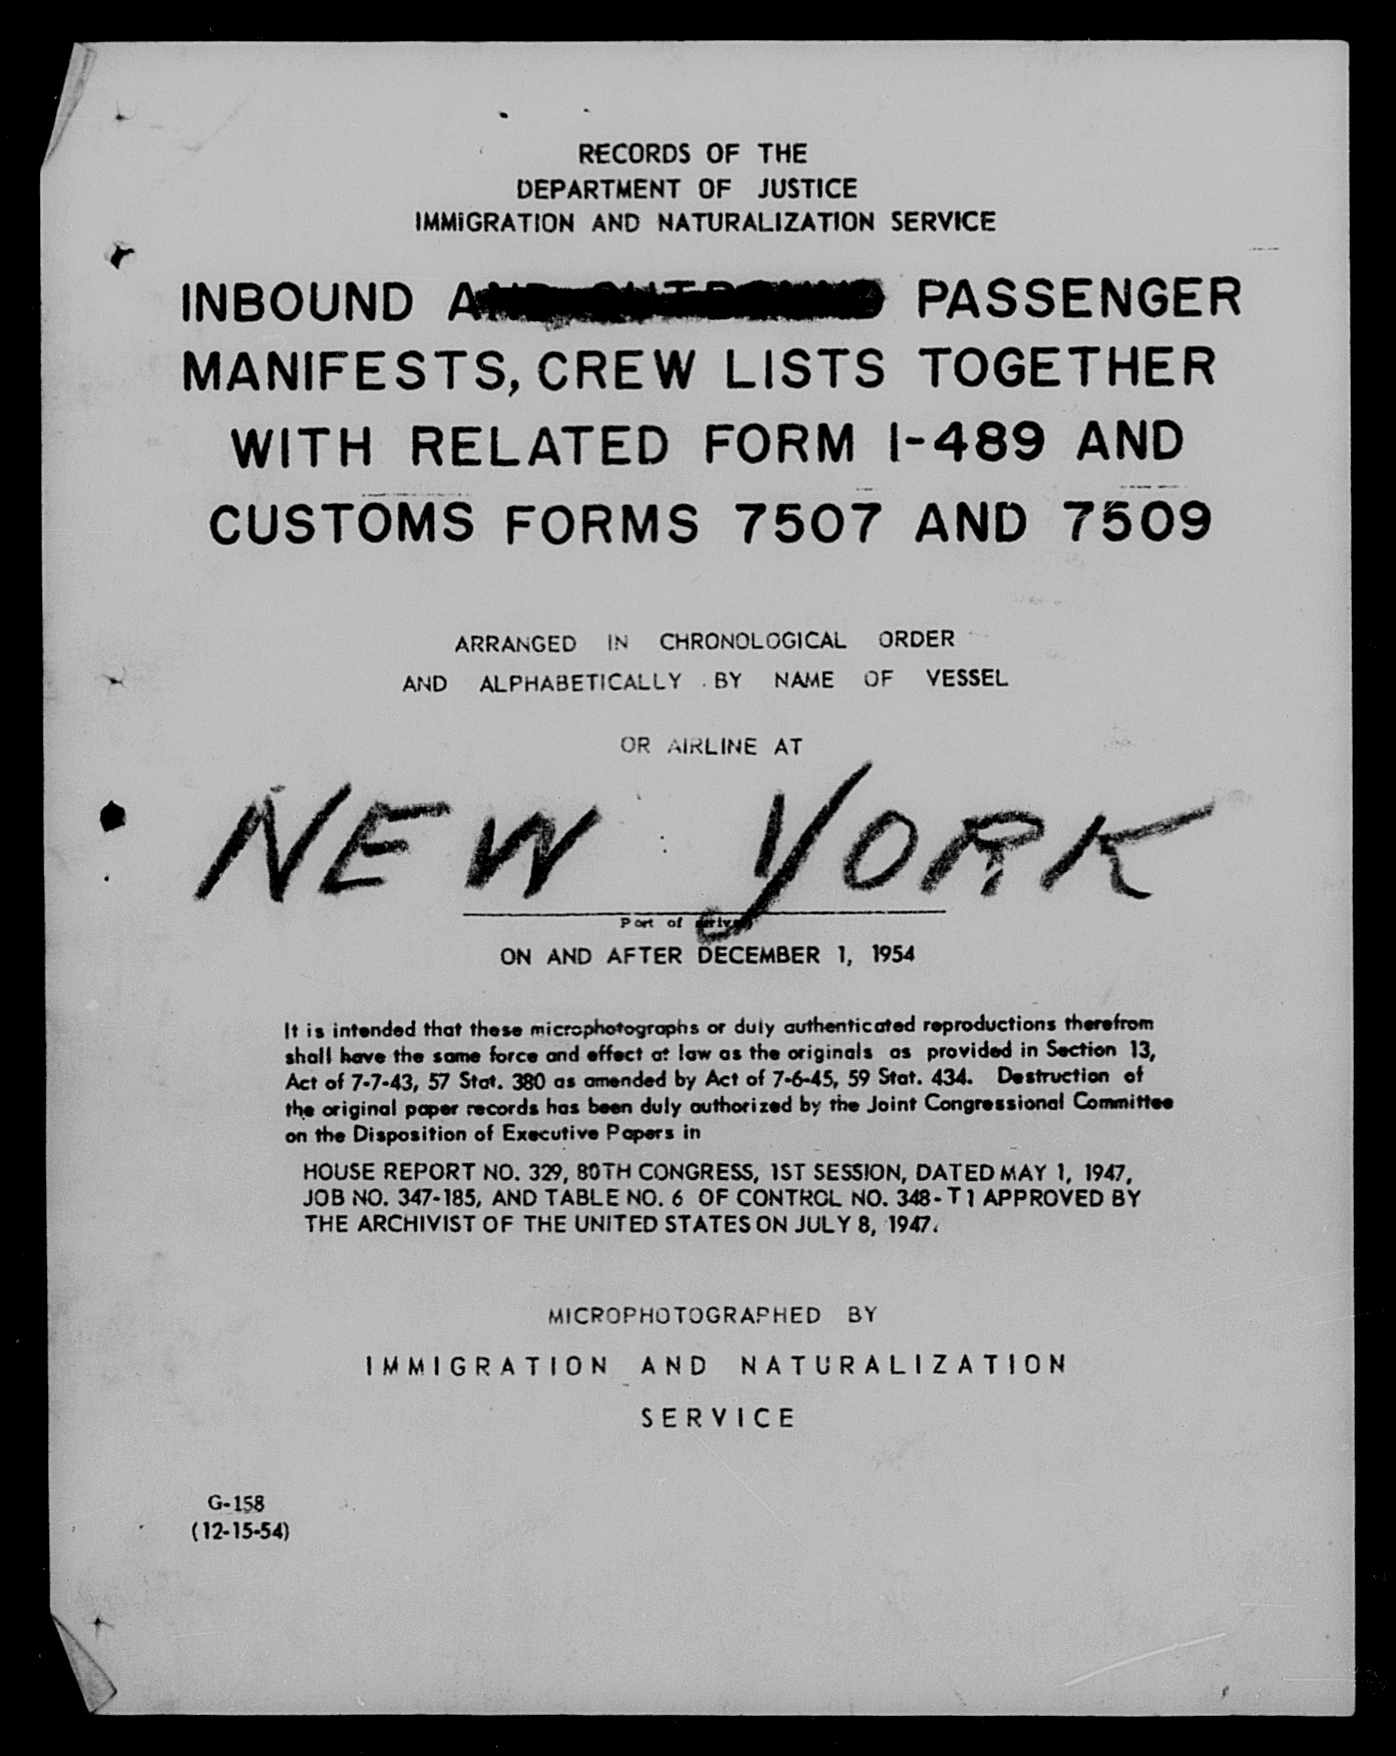 RECORDS OF THE
DEPARTMENT OF JUSTICE
IMMIGRATION AND NATURALIZATION SERVICE
INBOUND AND OUTBOUND PASSENGER
MANIFESTS, CREW LISTS TOGETHER
WITH RELATED FORM I-489 AND
CUSTOMS FORMS 7507 AND 7509
ARRANGED IN CHRONOLOGICAL ORDER
AND ALPHABETICALLY BY NAME OF VESSEL
OR AIRLINE AT
NEW YORK
Port of arrival
ON AND AFTER DECEMBER 1, 1954
It is intended that these microphotographs or duly authenticated reproductions therefrom
shall have the same force and effect at law as the originals as provided in Section 13,
Act of 7-7-43, 57 Stat. 380 as amended by Act of 7-6-45, 59 Stat. 434. Destruction of
the original paper records has been duly authorized by the Joint Congressional Committee
on the Disposition of Executive Papers in
HOUSE REPORT NO. 329, 80TH CONGRESS, 1ST SESSION, DATED MAY 1, 1947,
JOB NO. 347-185, AND TABLE NO. 6 OF CONTROL NO. 348-T1 APPROVED BY
THE ARCHIVIST OF THE UNITED STATES ON JULY 8, 1947.
MICROPHOTOGRAPHED BY
IMMIGRATION AND NATURALIZATION
SERVICE
G-158
(12-15-54)